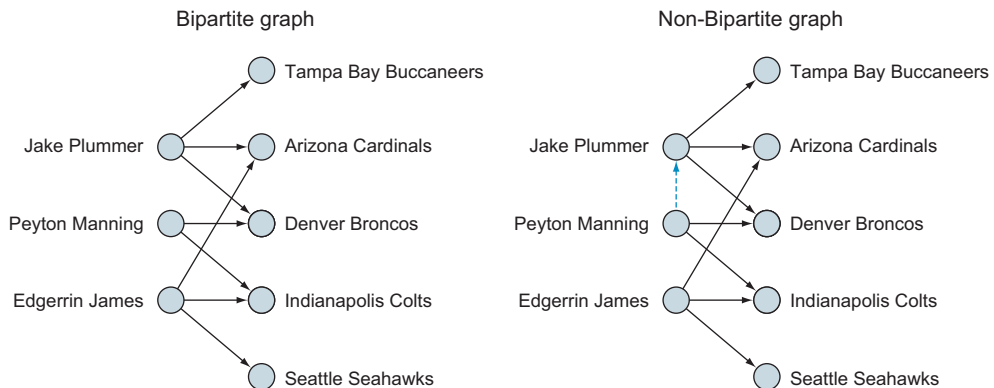 Bipartite graph
Tampa Bay Buccaneers
Jake Plummer
Arizona Cardinals
Peyton Manning
Denver Broncos
Edgerrin James
Indianapolis Colts
Seattle Seahawks
Non-Bipartite graph
Tampa Bay Buccaneers
Jake Plummer
Arizona Cardinals
Peyton Manning
Denver Broncos
Edgerrin James
Indianapolis Colts
Seattle Seahawks